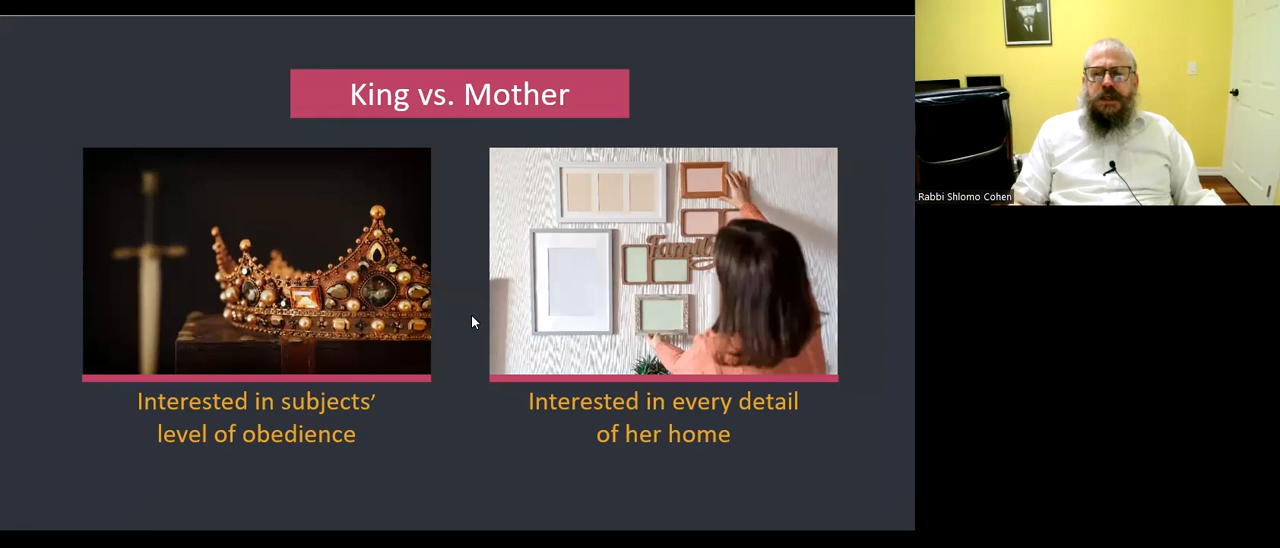 King vs. Mother
Family
Interested in subjects’
level of obedience
Interested in every detail
of her home
Rabbi Shlomo Cohen